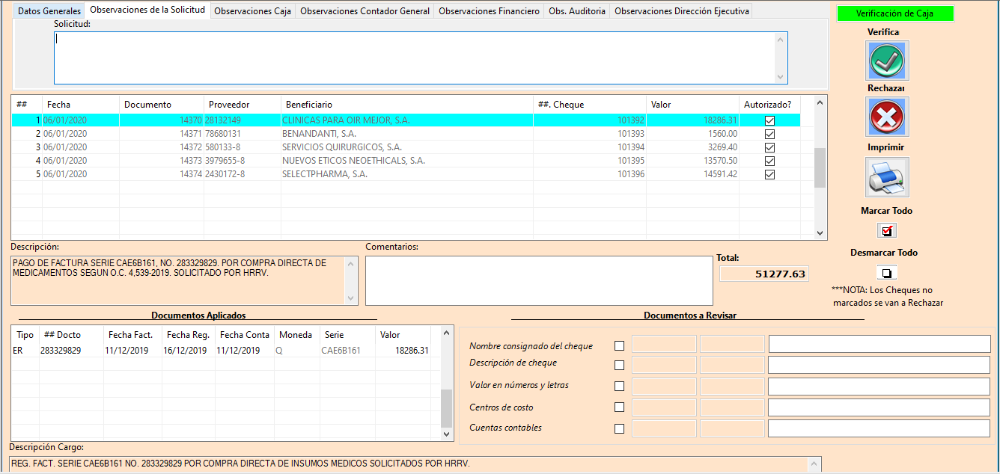 Datos Generales Observaciones de la Solicitud Observaciones Caja Observaciones Contador General Observaciones Financiero Obs. Auditoria Observaciones Dirección Ejecutiva
Verificación de Caja
Solicitud:
Verifica
Rechazar
Imprimir
Marcar Todo
Desmarcar Todo
***NOTA: Los Cheques no
marcados se van a Rechazar
## Fecha Documento Proveedor Beneficiario ##. Cheque Valor Autorizado?
1 06/01/2020 14370 28132149 CLINICAS PARA OIR MEJOR, S.A. 101392 18286.31
2 06/01/2020 14371 78680131 BENANDANTI, S.A. 101393 1560.00
3 06/01/2020 14372 580133-8 SERVICIOS QUIRURGICOS, S.A. 101394 3269.40
4 06/01/2020 14373 3979655-8 NUEVOS ETICOS NEOETHICALS, S.A. 101395 13570.50
5 06/01/2020 14374 2430172-8 SELECTPHARMA, S.A. 101396 14591.42
Descripción:
PAGO DE FACTURA SERIE CAE6B161, NO. 283329829. POR COMPRA DIRECTA DE
MEDICAMENTOS SEGUN O.C. 4,539-2019. SOLICITADO POR HRRV.
Comentarios:
Total:
51277.63
Documentos Aplicados
Tipo ## Docto Fecha Fact. Fecha Reg. Fecha Conta Moneda Serie Valor
ER 283329829 11/12/2019 16/12/2019 11/12/2019 Q CAE6B161 18286.31
Documentos a Revisar
Nombre consignado del cheque
Descripción de cheque
Valor en números y letras
Centros de costo
Cuentas contables
Descripción Cargo:
REG. FACT. SERIE CAE6B161 NO. 283329829 POR COMPRA DIRECTA DE INSUMOS MEDICOS SOLICITADOS POR HRRV.